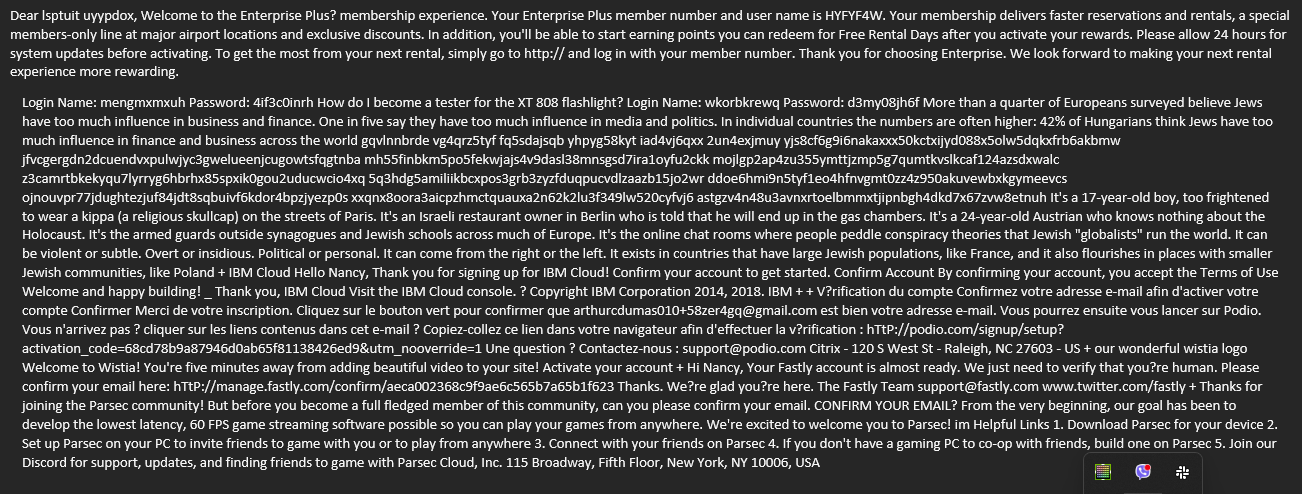 Dear lsptuit uyypdox, Welcome to the Enterprise Plus? membership experience. Your Enterprise Plus member number and user name is HYFYF4W. Your membership delivers faster reservations and rentals, a special
members-only line at major airport locations and exclusive discounts. In addition, you'll be able to start earning points you can redeem for Free Rental Days after you activate your rewards. Please allow 24 hours for
system updates before activating. To get the most from your next rental, simply go to http:// and log in with your member number. Thank you for choosing Enterprise. We look forward to making your next rental
experience more rewarding.
Login Name: mengmxmxuh Password: 4if3c0inrh How do I become a tester for the XT 808 flashlight? Login Name: wkorbkrewq Password: d3my08jh6f More than a quarter of Europeans surveyed believe Jews
have too much influence in business and finance. One in five say they have too much influence in media and politics. In individual countries the numbers are often higher: 42% of Hungarians think Jews have too
much influence in finance and business across the world gqvlnnbrde vg4qrz5tyf fq5sdajsqb yhpyg58kyt iad4vj6qxx 2un4exjmuy yjs8cf6g9i6nakaxx50kctxijyd088x5olw5dqkxfrb6akbmw
jfvcgergdn2dcuendvxpulwjyc3gwelueenjcugowtsfqgtnba mh55finbkm5po5fekwjajs4v9dasl38mnsgsd7ira1oyfu2ckk mojlgp2ap4zu355ymttjzmp5g7qumtkvslkcaf124azsdxwalc
z3camrtbkekyqu7lyrryg6hbrhx85spxik0gou2uducwcio4xq 5q3hdg5amiliikbcxpos3grb3zyzfduqpucvdlzaazb15jo2wr ddoe6hmi9n5tyf1eo4hfnvgmt0zz4z950akuvewbxkgymeevcs
ojnouvpr77jdughtezjuf84jdt8sqbuivf6kdor4bpzjyezp0s xxqnx8oora3aicpzhmctquauxa2n62k2lu3f349lw520cyfvj6 astgzv4n48u3avnxrtoelbmmxtjipnbgh4dkd7x67zvw8etnuh It's a 17-year-old boy, too frightened
to wear a kippa (a religious skullcap) on the streets of Paris. It's an Israeli restaurant owner in Berlin who is told that he will end up in the gas chambers. It's a 24-year-old Austrian who knows nothing about the
Holocaust. It's the armed guards outside synagogues and Jewish schools across much of Europe. It's the online chat rooms where people peddle conspiracy theories that Jewish "globalists" run the world. It can
be violent or subtle. Overt or insidious. Political or personal. It can come from the right or the left. It exists in countries that have large Jewish populations, like France, and it also flourishes in places with smaller
Jewish communities, like Poland + IBM Cloud Hello Nancy, Thank you for signing up for IBM Cloud! Confirm your account to get started. Confirm Account By confirming your account, you accept the Terms of Use
Welcome and happy building! _ Thank you, IBM Cloud Visit the IBM Cloud console. ? Copyright IBM Corporation 2014, 2018. IBM + + V?rification du compte Confirmez votre adresse e-mail afin d'activer votre
compte Confirmer Merci de votre inscription. Cliquez sur le bouton vert pour confirmer que arthurcdumas010+58zer4gq@gmail.com est bien votre adresse e-mail. Vous pourrez ensuite vous lancer sur Podio.
Vous n'arrivez pas ? cliquer sur les liens contenus dans cet e-mail ? Copiez-collez ce lien dans votre navigateur afin d'effectuer la v?rification : hTtP://podio.com/signup/setup?
activation_code=68cd78b9a87946d0ab65f81138426ed9&utm_nooverride=1 Une question ? Contactez-nous : support@podio.com Citrix - 120 S West St - Raleigh, NC 27603 - US + our wonderful wistia logo
Welcome to Wistia! You're five minutes away from adding beautiful video to your site! Activate your account + Hi Nancy, Your Fastly account is almost ready. We just need to verify that you?re human. Please
confirm your email here: hTtP://manage.fastly.com/confirm/aeca002368c9f9ae6c565b7a65b1f623 Thanks. We?re glad you?re here. The Fastly Team support@fastly.com www.twitter.com/fastly + Thanks for
joining the Parsec community! But before you become a full fledged member of this community, can you please confirm your email. CONFIRM YOUR EMAIL? From the very beginning, our goal has been to
develop the lowest latency, 60 FPS game streaming software possible so you can play your games from anywhere. We're excited to welcome you to Parsec! im Helpful Links 1. Download Parsec for your device 2.
Set up Parsec on your PC to invite friends to game with you or to play from anywhere 3. Connect with your friends on Parsec 4. If you don't have a gaming PC to co-op with friends, build one on Parsec 5. Join our
Discord for support, updates, and finding friends to game with Parsec Cloud, Inc. 115 Broadway, Fifth Floor, New York, NY 10006, USA